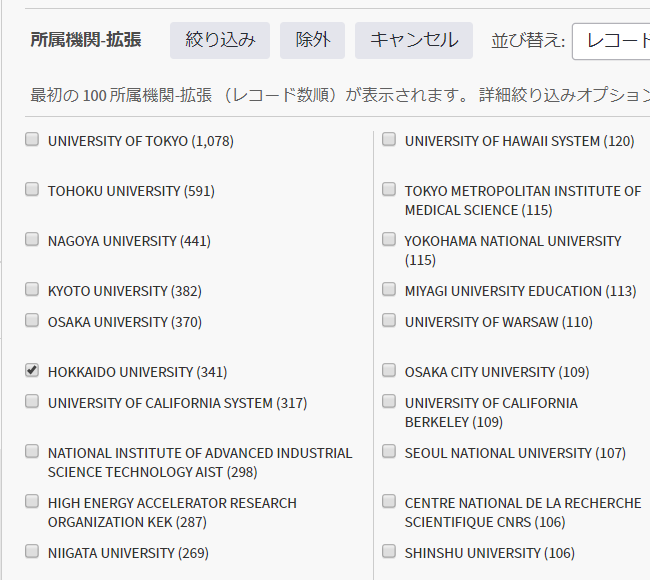 所属機関-拡張 絞り込み 除外 キャンセル 並び替え: レコード
最初の 100 所属機関-拡張 （レコード数順）が表示されます。 詳細絞り込みオプション
UNIVERSITY OF TOKYO (1,078)
TOHOKU UNIVERSITY (591)
NAGOYA UNIVERSITY (441)
KYOTO UNIVERSITY (382)
OSAKA UNIVERSITY (370)
HOKKAIDO UNIVERSITY (341)
UNIVERSITY OF CALIFORNIA SYSTEM (317)
NATIONAL INSTITUTE OF ADVANCED INDUSTRIAL
SCIENCE TECHNOLOGY AIST (298)
HIGH ENERGY ACCELERATOR RESEARCH
ORGANIZATION KEK (287)
NIIGATA UNIVERSITY (269)
UNIVERSITY OF HAWAII SYSTEM (120)
TOKYO METROPOLITAN INSTITUTE OF
MEDICAL SCIENCE (115)
YOKOHAMA NATIONAL UNIVERSITY
(115)
MIYAGI UNIVERSITY EDUCATION (113)
UNIVERSITY OF WARSAW (110)
OSAKA CITY UNIVERSITY (109)
UNIVERSITY OF CALIFORNIA
BERKELEY (109)
SEOUL NATIONAL UNIVERSITY (107)
CENTRE NATIONAL DE LA RECHERCHE
SCIENTIFIQUE CNRS (106)
SHINSHU UNIVERSITY (106)